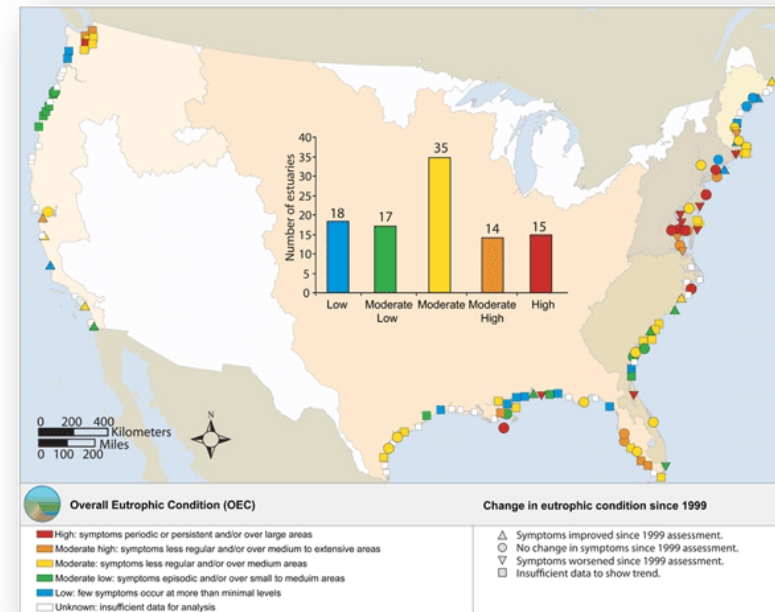 40
35
30
25
20
15
10
5
0
Number of estuaries
18
17
35
14
15
Low
Moderate Low
Moderate
Moderate High
High
0 200 400
Kilometers
Miles
0 100 200
N
Overall Eutrophic Condition (OEC)
High: symptoms periodic or persistent and/or over large areas
Moderate high: symptoms less regular and/or over medium to extensive areas
Moderate: symptoms less regular and/or over medium areas
Moderate low: symptoms episodic and/or over small to meduim areas
Low: few symptoms occur at more than minimal levels
Unknown: insufficient data for analysis
Change in eutrophic condition since 1999
Symptoms improved since 1999 assessment.
No change in symptoms since 1999 assessment.
Symptoms worsened since 1999 assessment.
Insufficient data to show trend.